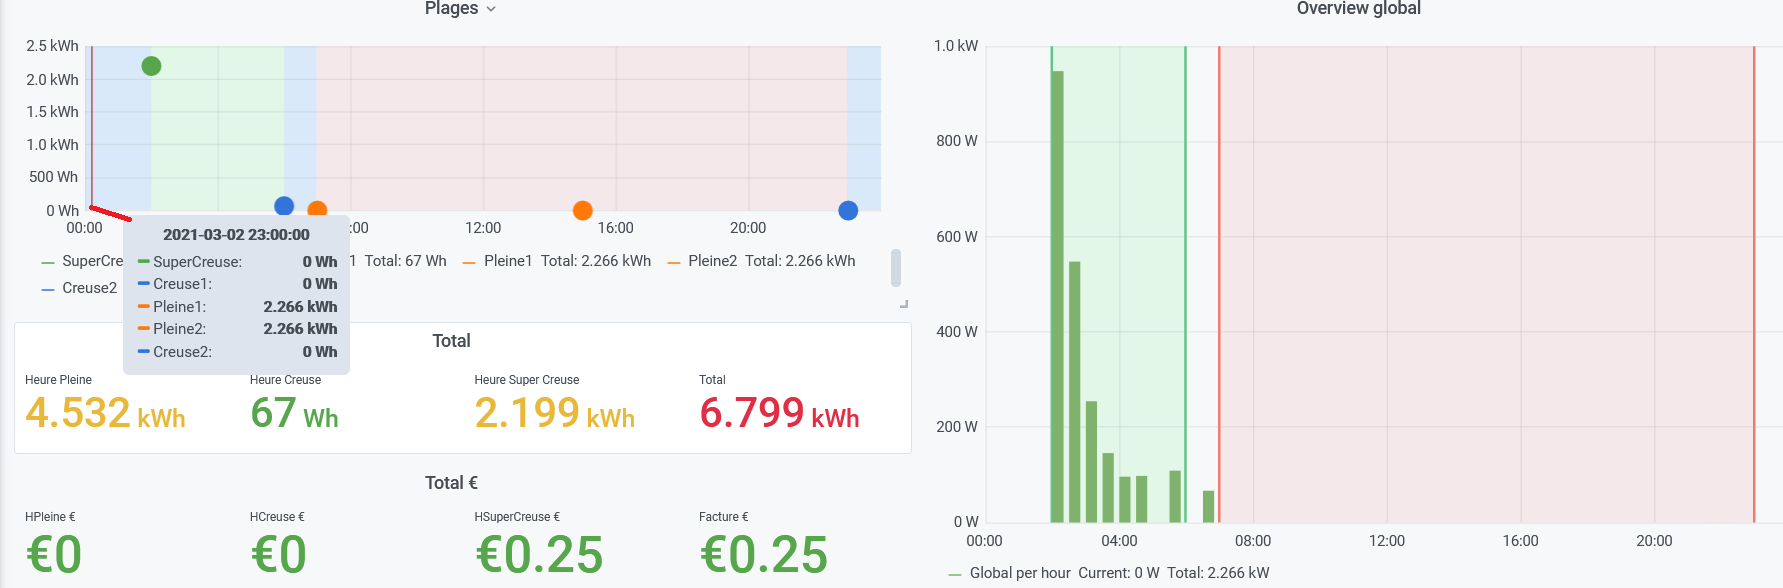 Plages
2.5 kWh
2.0 kWh
1.5 kWh
1.0 kWh
500 Wh
0 Wh
00:00 :00 12:00 16:00 20:00
2021-03-02 23:00:00
SuperCreuse: 0 Wh
Creuse1: 0 Wh
Pleine1: 2.266 kWh
Pleine2: 2.266 kWh
Creuse2: 0 Wh
SuperCre 1 Total: 67 Wh Pleine1 Total: 2.266 kWh Pleine2 Total: 2.266 kWh
Creuse2
Total
Heure Pleine Heure Creuse Heure Super Creuse Total
4.532 kWh 67 Wh 2.199 kWh 6.799 kWh
Total €
HPleine € HCreuse € HSuperCreuse € Facture €
€0 €0 €0.25 €0.25
Overview global
1.0 kW
800 W
600 W
400 W
200 W
0 W
00:00 04:00 08:00 12:00 16:00 20:00
Global per hour Current: 0 W Total: 2.266 kW